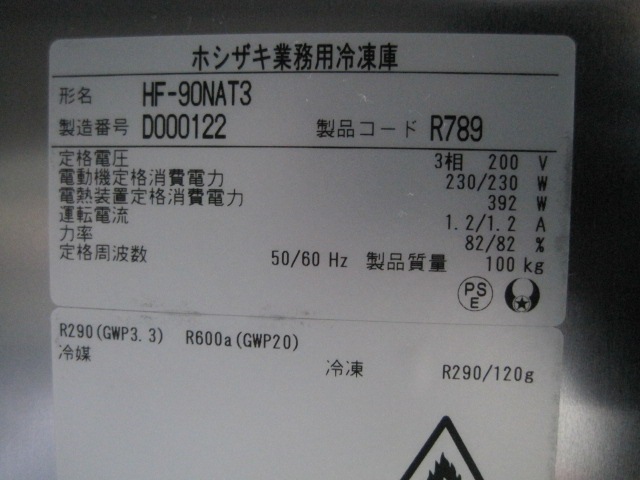 ホシザキ業務用冷凍庫
形名 HF-90NAT3
製造番号 D000122 製品コード R789
定格電圧 3相 200 V
電動機定格消費電力 230/230 W
電熱装置定格消費電力 392 W
運転電流 1.2/1.2 A
力率 82/82 %
定格周波数 50/60 Hz 製品質量 100 kg
PS E
R290(GWP3.3) R600a(GWP20)
冷媒
冷凍 R290/120g